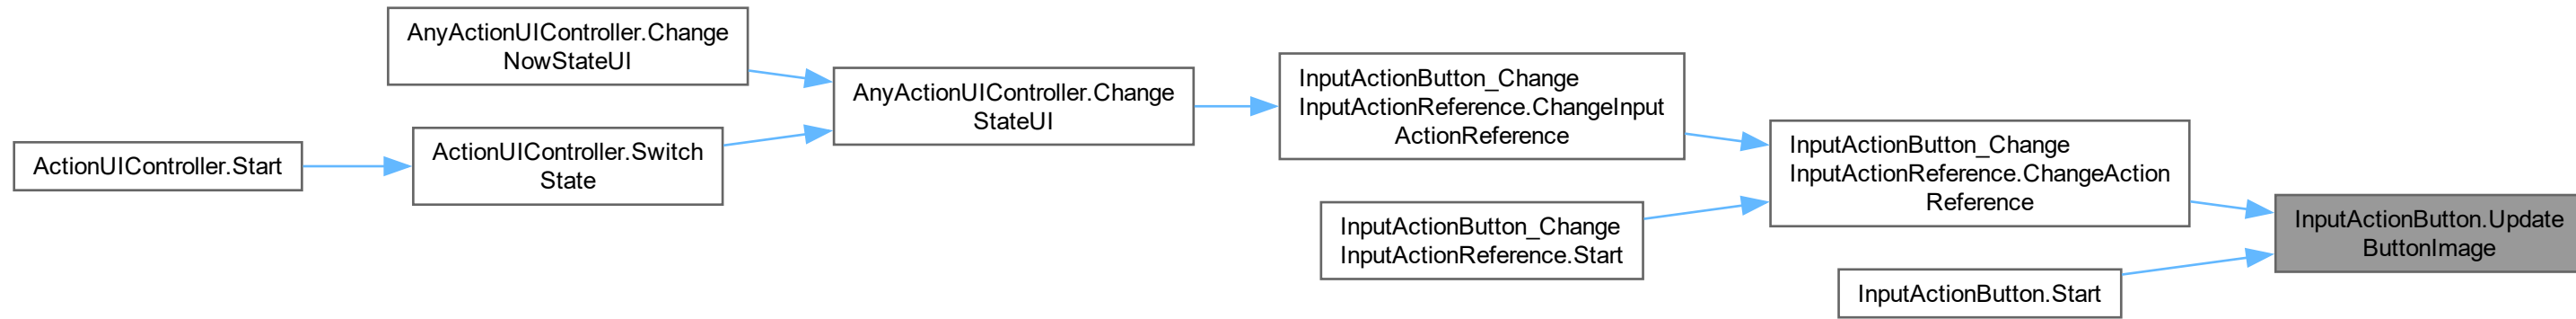 AnyActionUIController.Change
NowStateUI
ActionUIController.Start
ActionUIController.Switch
State
AnyActionUIController.Change
StateUI
InputActionButton_Change
InputActionReference.ChangeInput
ActionReference
InputActionButton_Change
InputActionReference.Start
InputActionButton_Change
InputActionReference.ChangeAction
Reference
InputActionButton.Start
InputActionButton.Update
ButtonImage